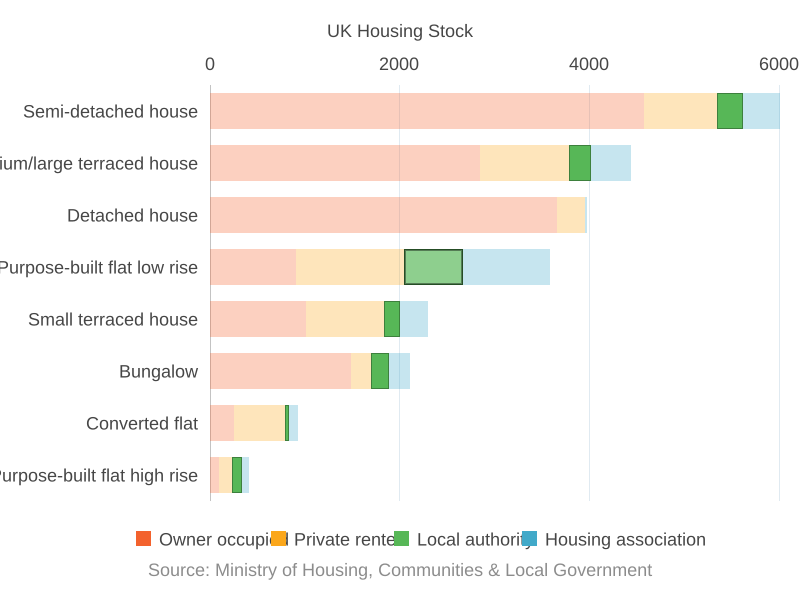 UK Housing Stock
0 2000 4000 6000
Semi-detached house
ium/large terraced house
Detached house
Purpose-built flat low rise
Small terraced house
Bungalow
Converted flat
urpose-built flat high rise
Owner occupied Private rente Local authority Housing association
Source: Ministry of Housing, Communities & Local Government